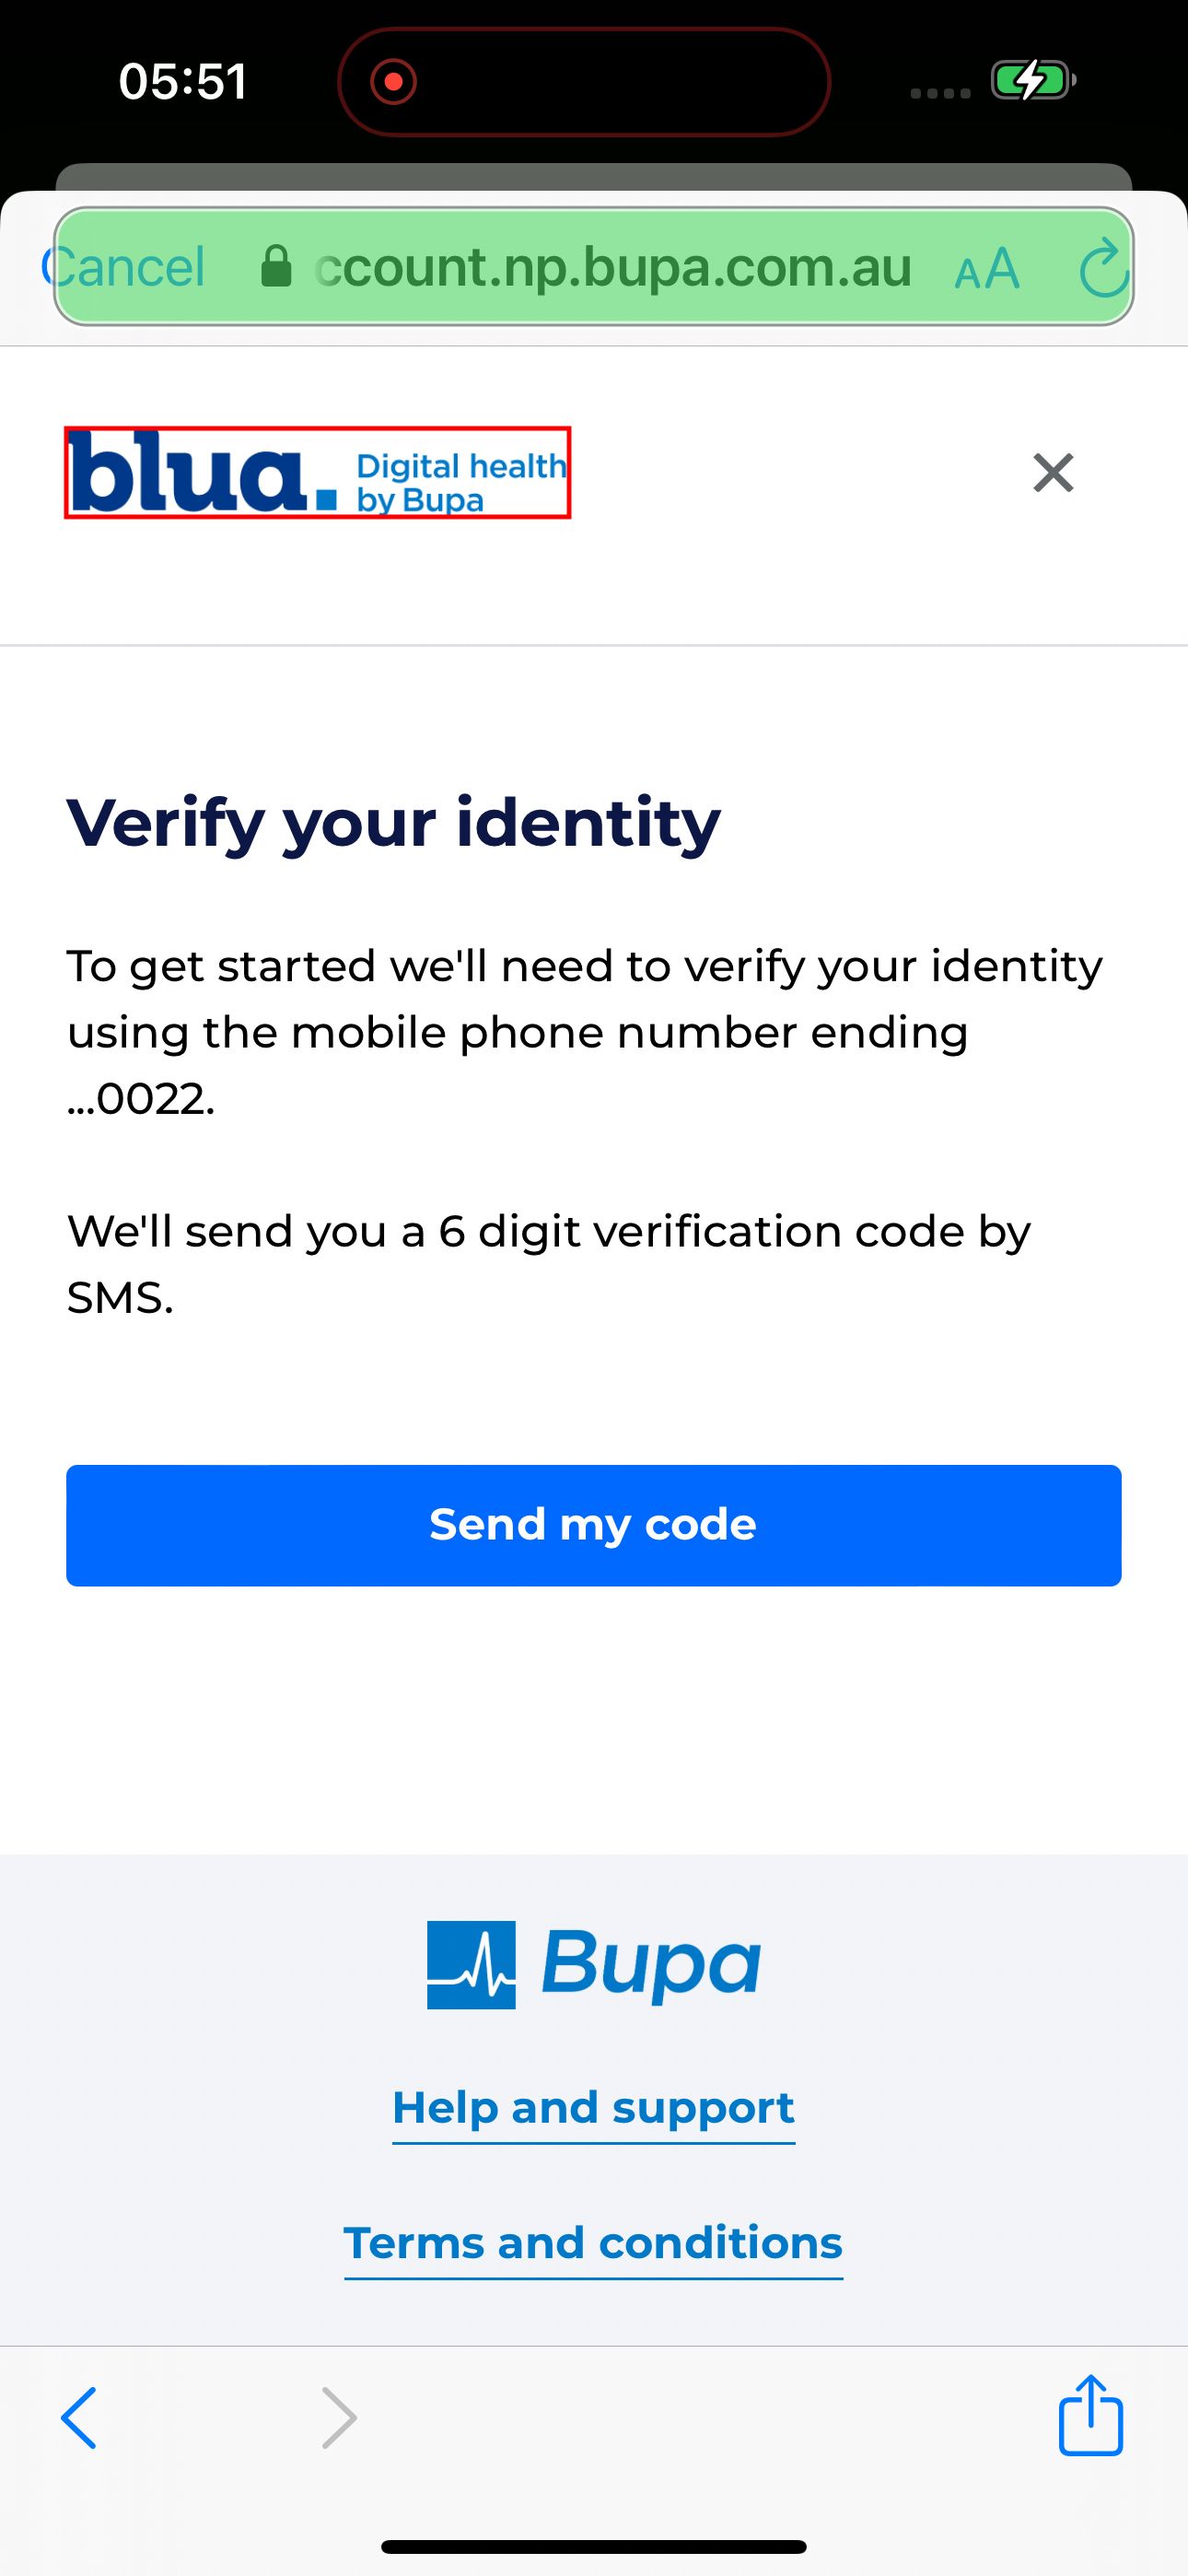 05:51
Cancel ccount.np.bupa.com.au AA
blua. Digital health
by Bupa
Verify your identity
To get started we'll need to verify your identity
using the mobile phone number ending
...0022.
We'll send you a 6 digit verification code by
SMS.
Send my code
Bupa
Help and support
Terms and conditions